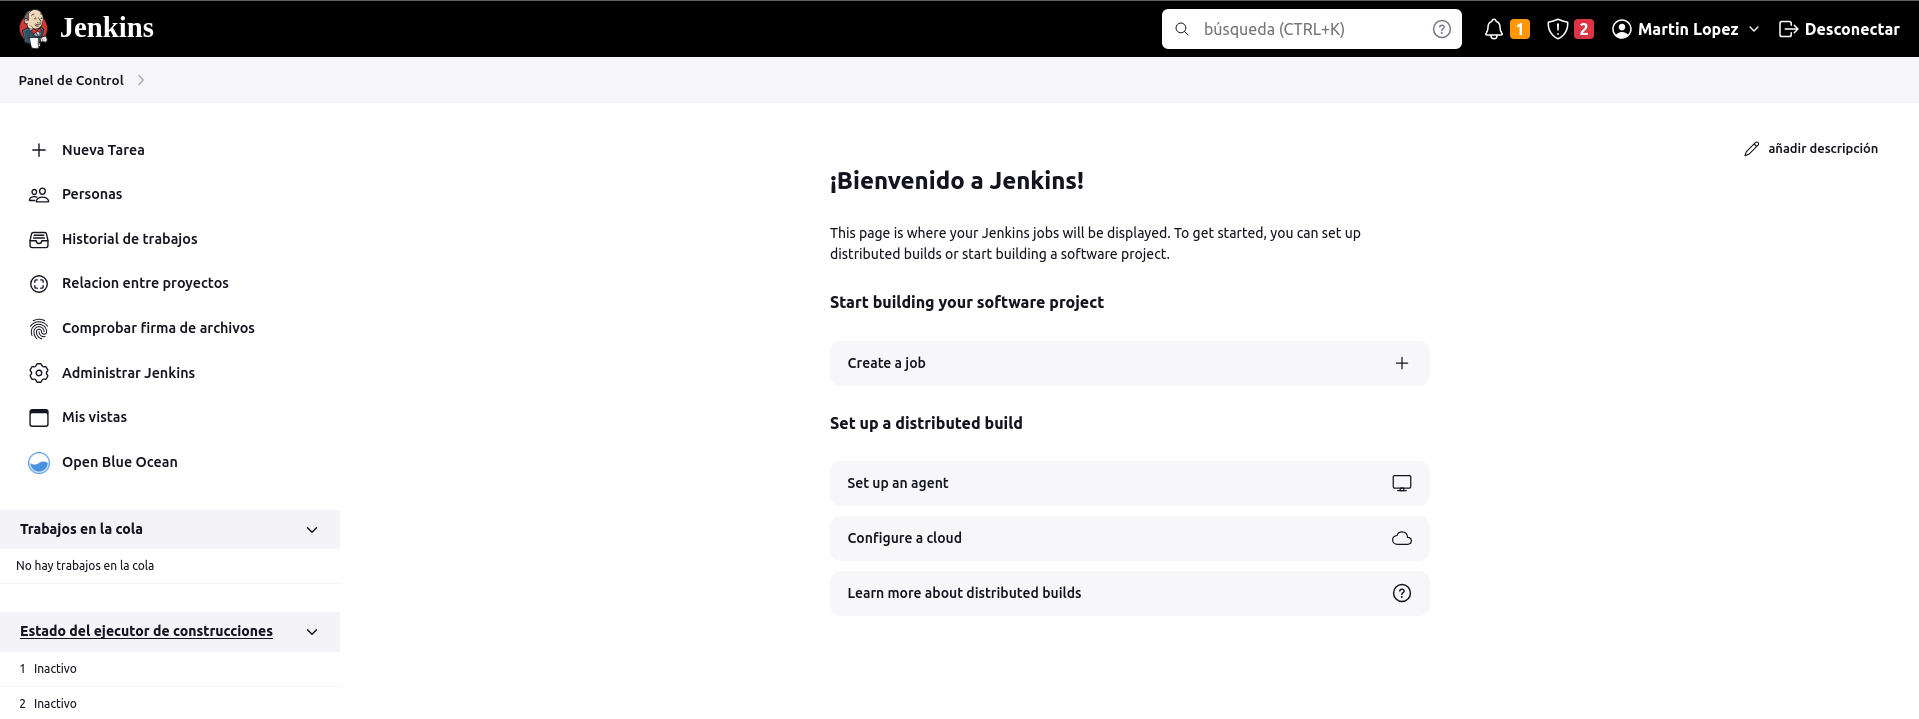 Jenkins
búsqueda (CTRL+K)
1
2
Martin Lopez
Desconectar
Panel de Control
Nueva Tarea
Personas
Historial de trabajos
Relacion entre proyectos
Comprobar firma de archivos
Administrar Jenkins
Mis vistas
Open Blue Ocean
Trabajos en la cola
No hay trabajos en la cola
Estado del ejecutor de construcciones
1 Inactivo
2 Inactivo
añadir descripción
¡Bienvenido a Jenkins!
This page is where your Jenkins jobs will be displayed. To get started, you can set up
distributed builds or start building a software project.
Start building your software project
Create a job
Set up a distributed build
Set up an agent
Configure a cloud
Learn more about distributed builds